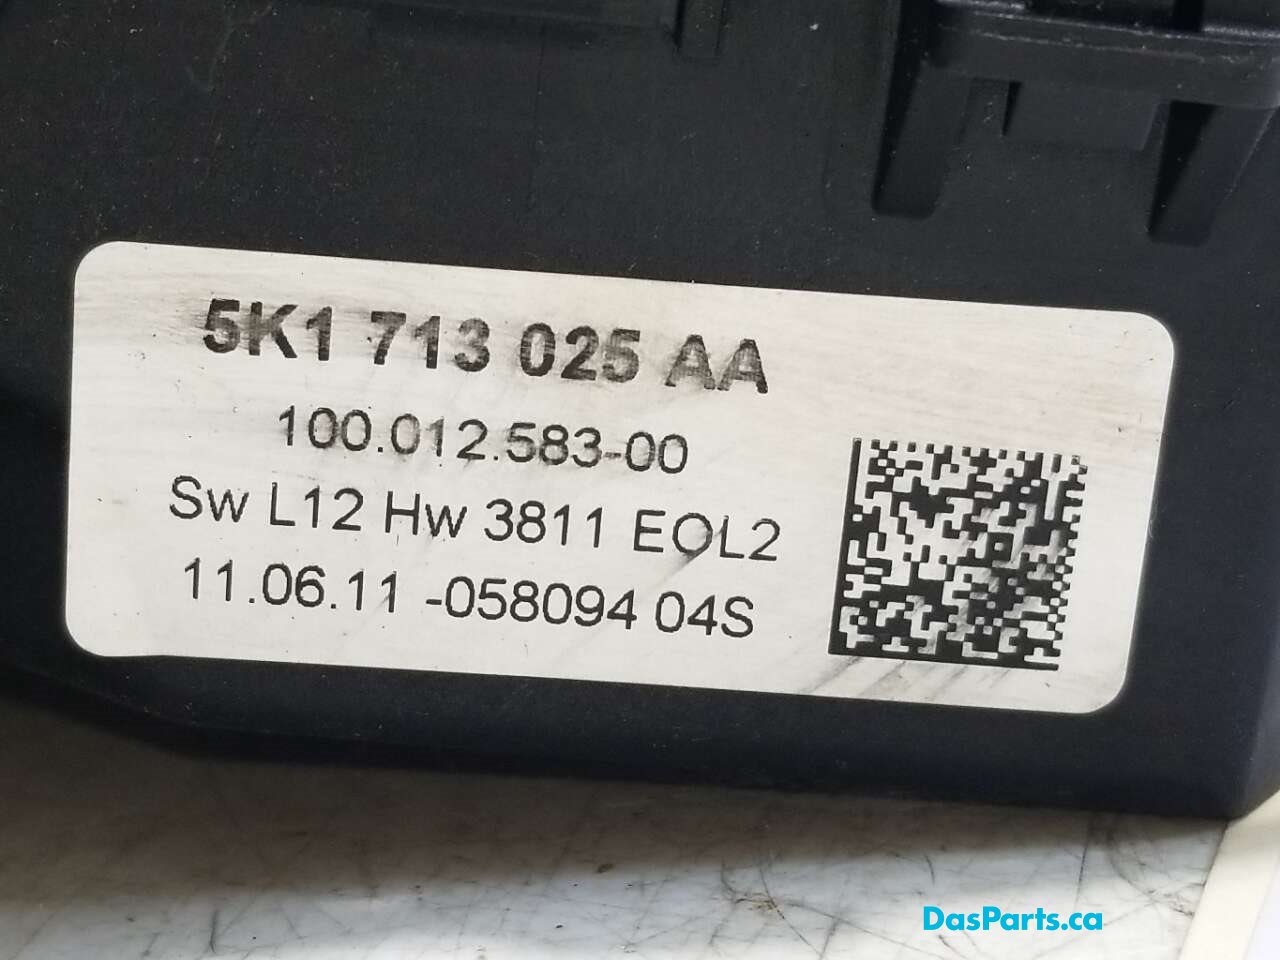 5K1 713 025 AA
100.012.583-00
Sw L12 Hw 3811 EOL2
11.06.11 -058094 04S
DasParts.ca